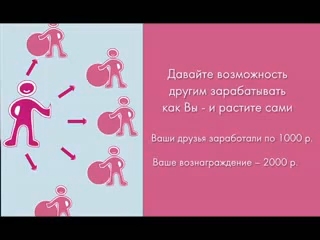 Давайте возможность
другим зарабатывать
как Вы - и растите сами
Ваши друзья заработали по 1000 р.
Ваше вознаграждение – 2000 р.